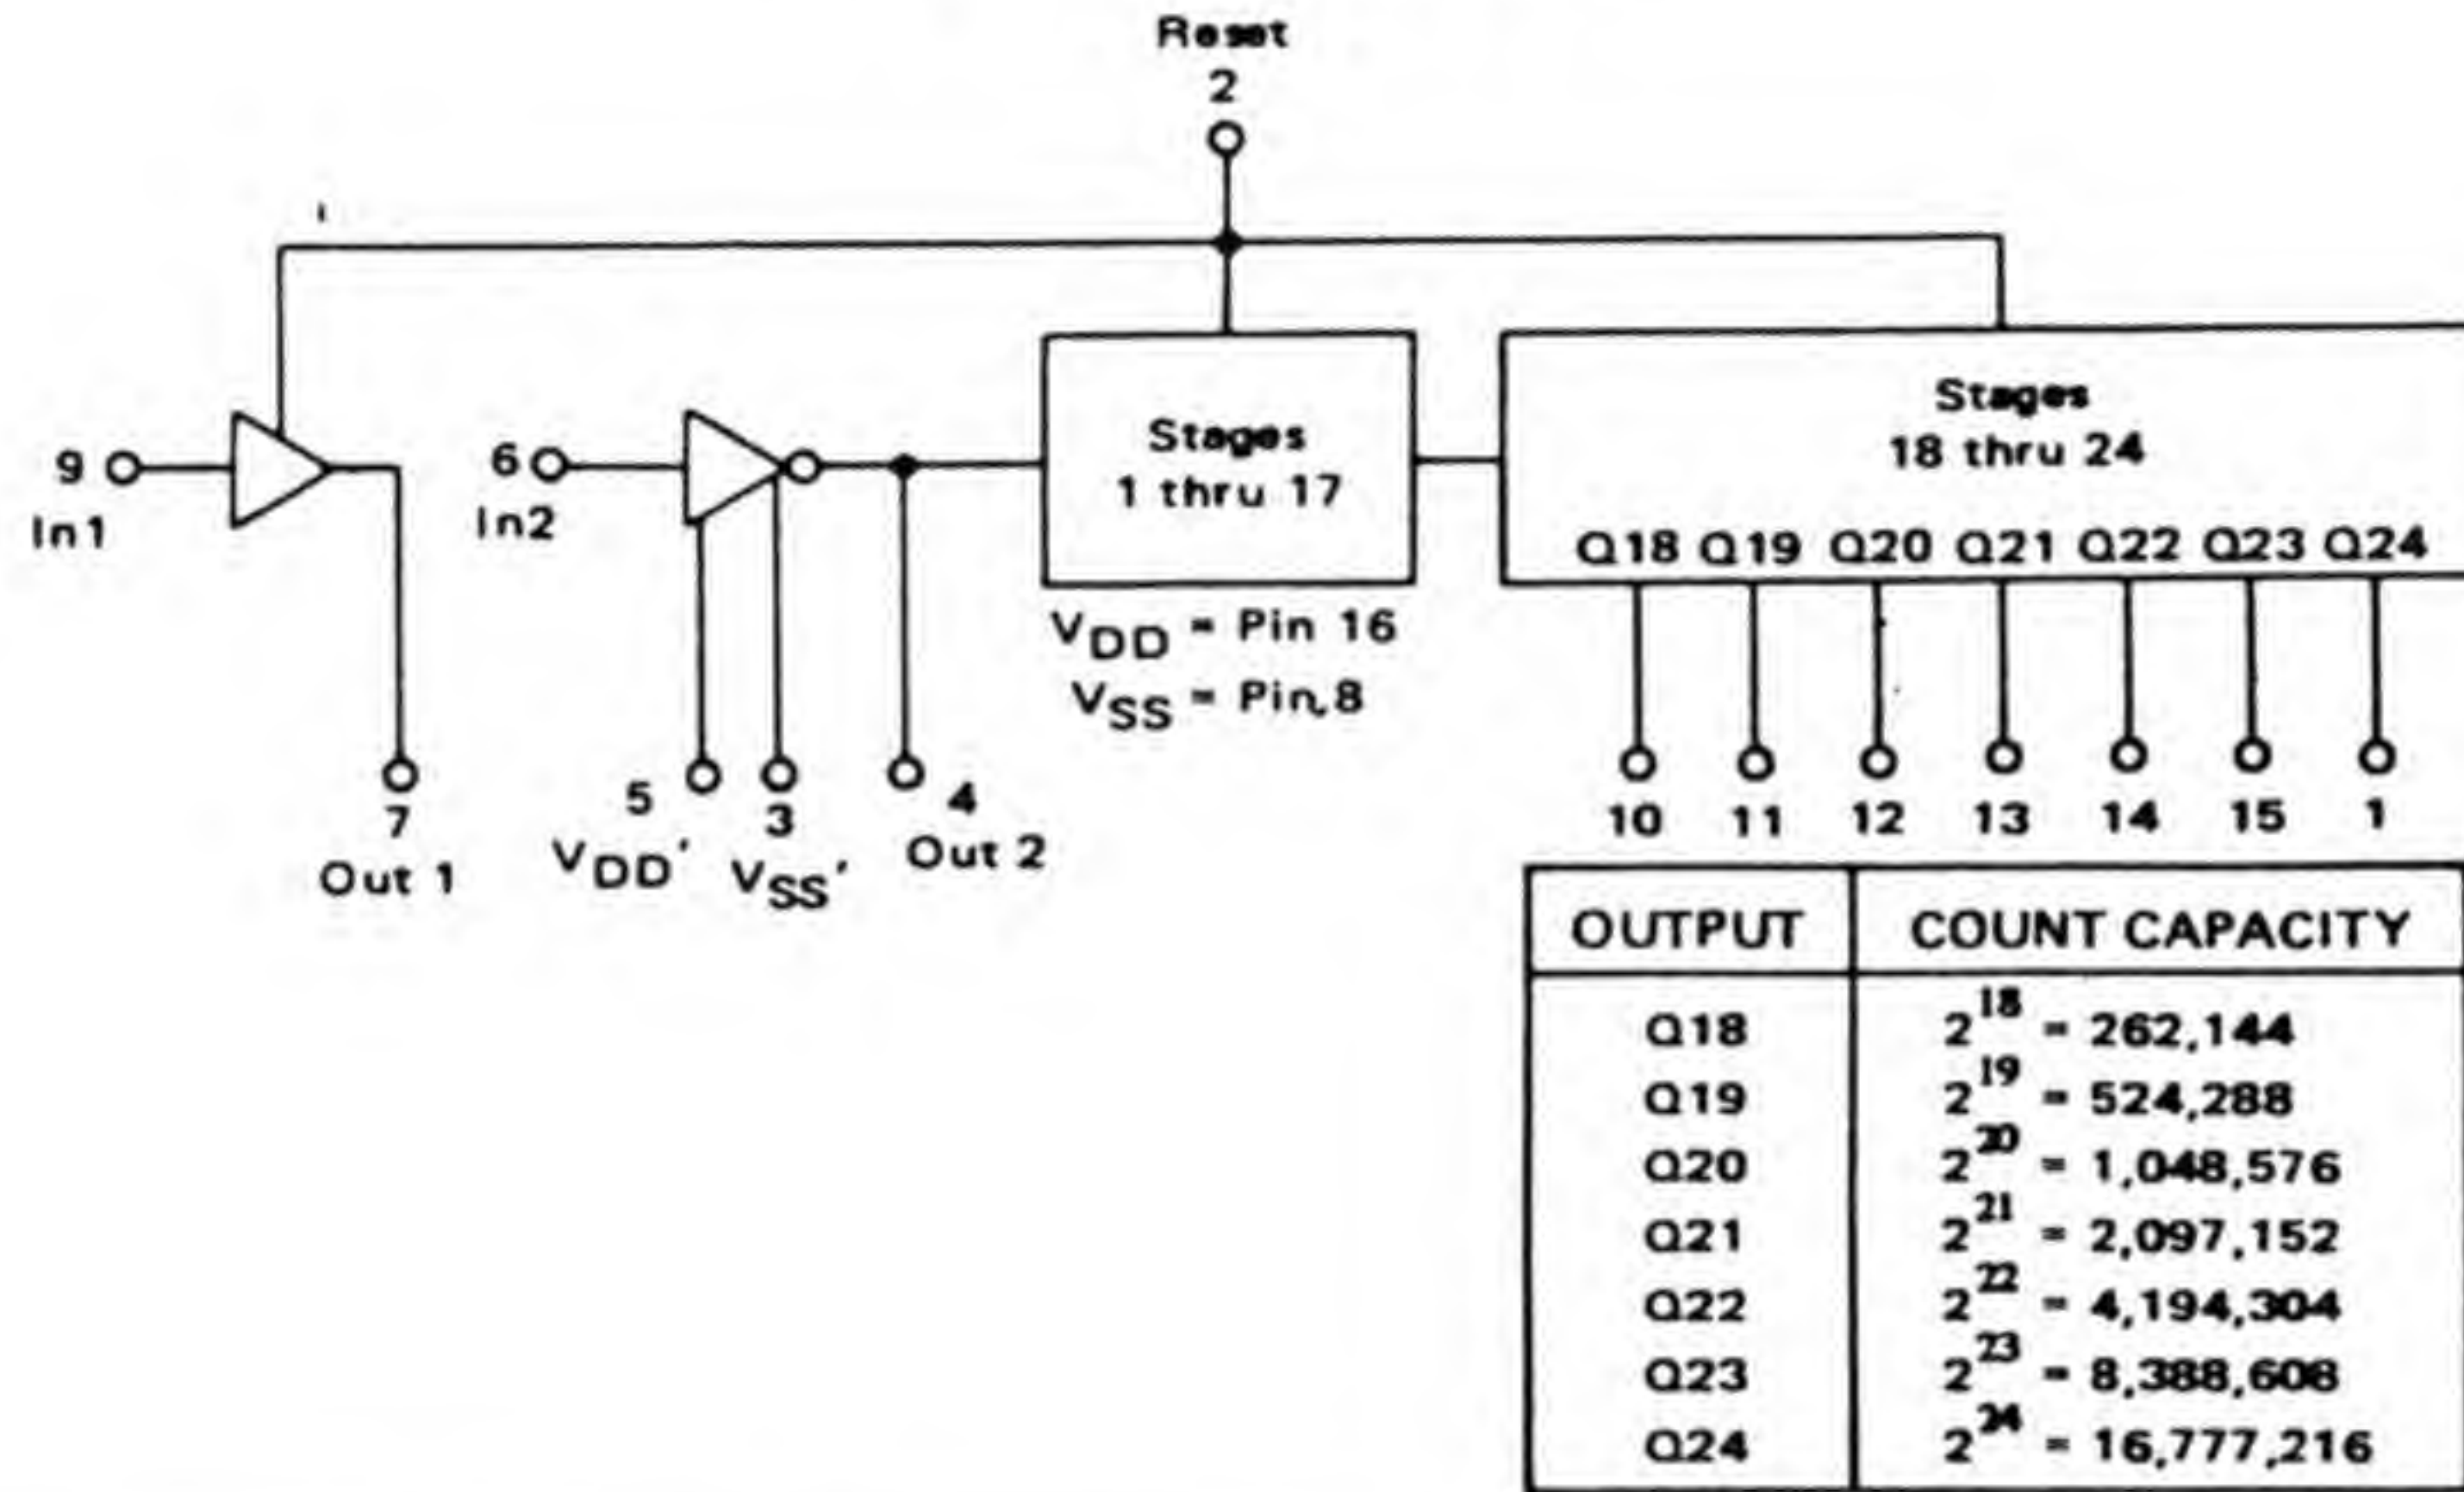 Reset
2
9
In1
6
In2
Stages
1 thru 17
Stages
18 thru 24
Q18 Q19 Q20 Q21 Q22 Q23 Q24
VDD = Pin 16
VSS = Pin 8
7
Out 1
5
VDD'
3
VSS'
4
Out 2
10 11 12 13 14 15 1
OUTPUT COUNT CAPACITY
Q18 2^18 = 262,144
Q19 2^19 = 524,288
Q20 2^20 = 1,048,576
Q21 2^21 = 2,097,152
Q22 2^22 = 4,194,304
Q23 2^23 = 8,388,608
Q24 2^24 = 16,777,216